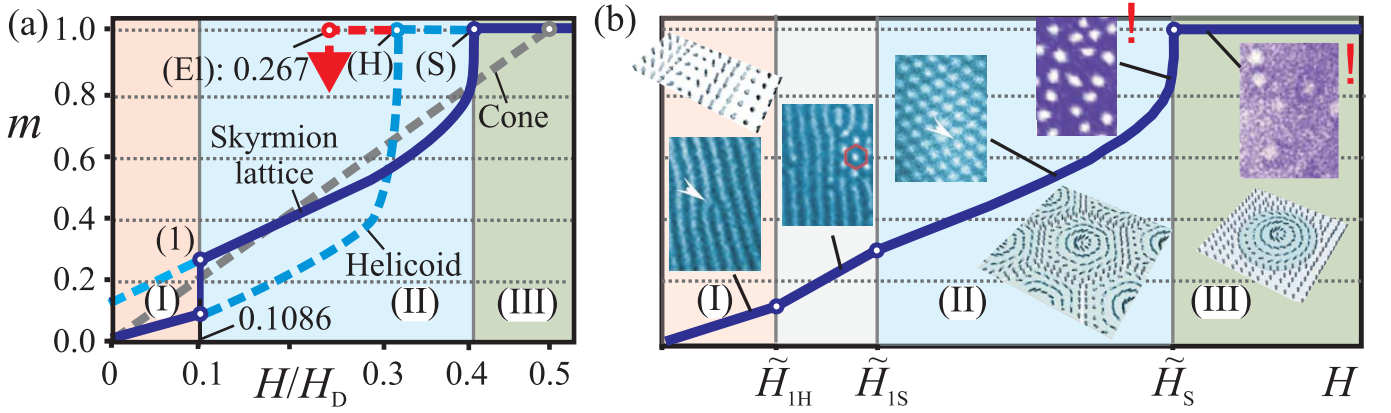 (a)
m
1.0
0.8
0.6
0.4
0.2
0.0
(El): 0.267
(H)
(S)
Cone
Skyrmion
lattice
(1)
Helicoid
(I)
(II)
(III)
0.1086
0
0.1
H/H_D
0.3
0.4
0.5
(b)
!
!
(I)
(II)
(III)
H̃_1H
H̃_1S
H̃_S
H̃